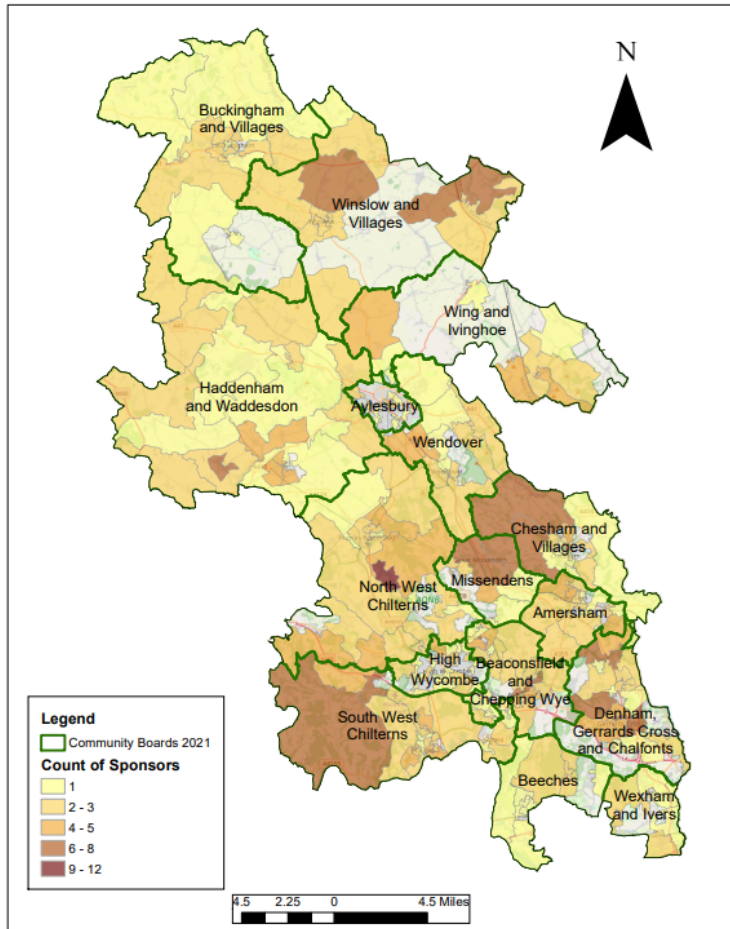 N
Buckingham
and Villages
Winslow and
Villages
Wing and
Ivinghoe
Haddenham
and Waddesdon
Aylesbury
Wendover
Chesham and
Villages
Missendens
North West
Chilterns
Amersham
High
Wycombe
Beaconsfield
and
Chepping Wye
South West
Chilterns
Denham,
Gerrards Cross
and Chalfonts
Beeches
Wexham
and Ivers
Legend
Community Boards 2021
Count of Sponsors
1
2 - 3
4 - 5
6 - 8
9 - 12
4.5 2.25 0 4.5 Miles